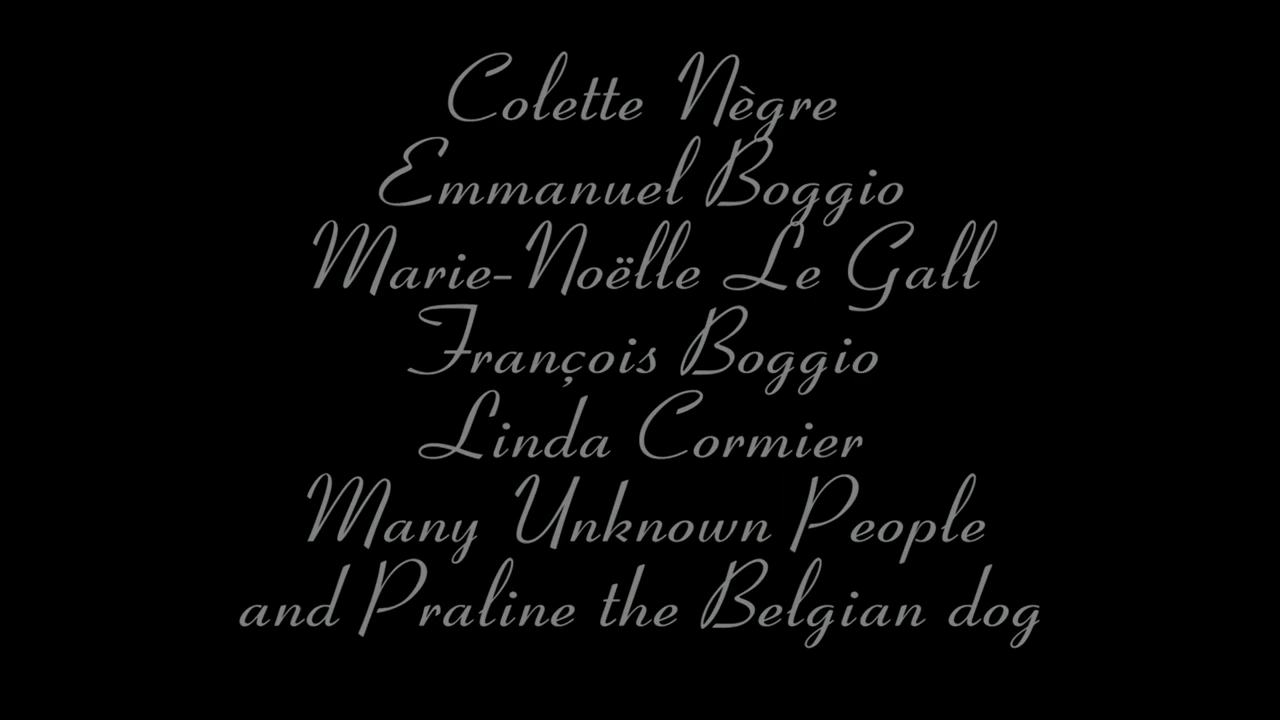 Colette Nègre
Emmanuel Boggio
Marie-Noëlle Le Gall
François Boggio
Linda Cormier
Many Unknown People
and Praline the Belgian dog